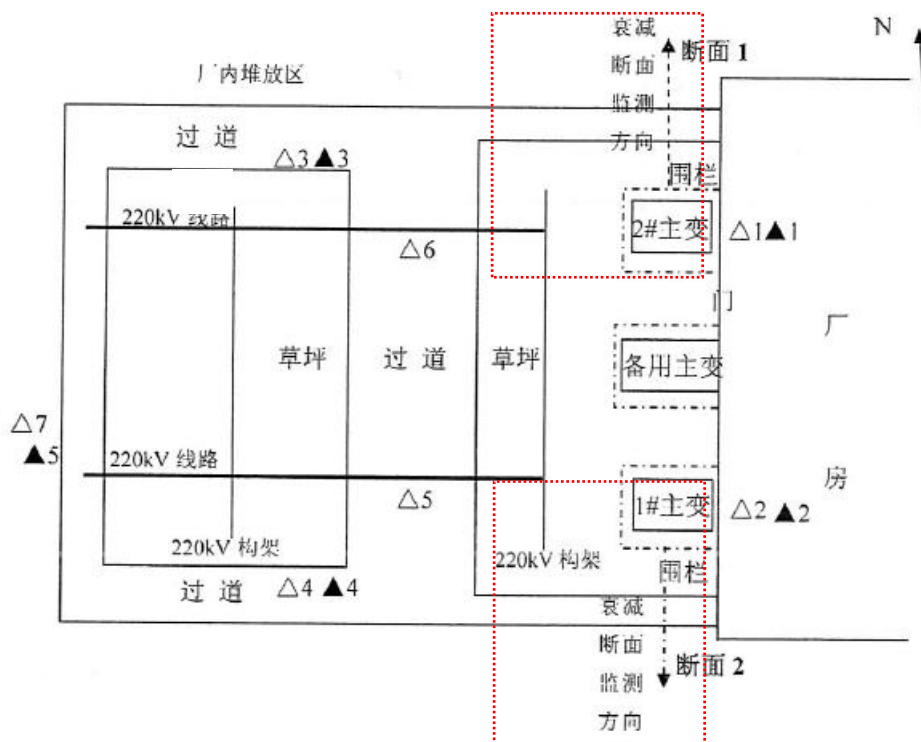 N
衰减
断面
监测
方向
断面 1
厂内堆放区
过 道
△3 ▲3
围栏
220kV 线路
△6
2#主变
△1▲1
门
厂
草坪
过 道
草坪
备用主变
△7
▲5
220kV 线路
△5
1#主变
△2 ▲2
房
220kV 构架
220kV 构架
围栏
过 道
△4 ▲4
衰减
断面
监测
方向
断面 2